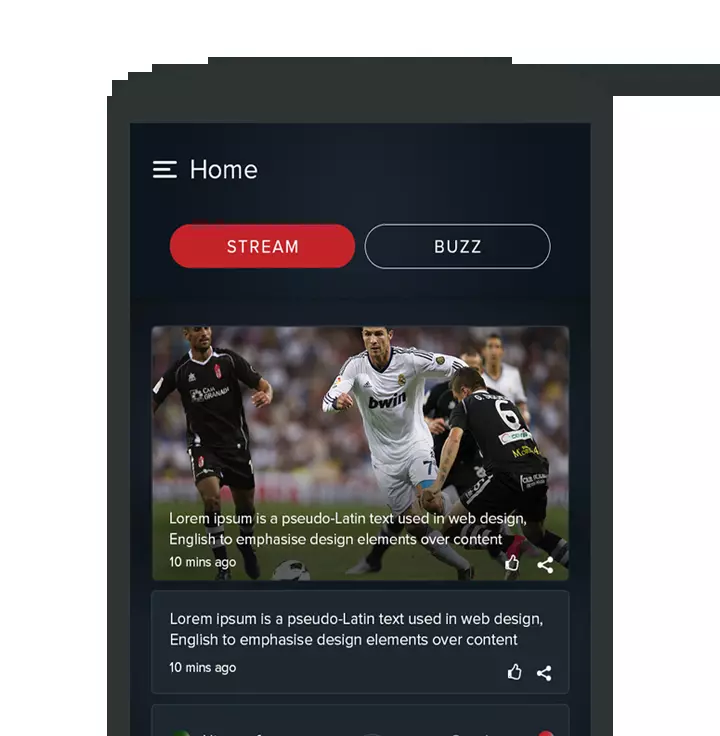 Home
STREAM
BUZZ
bwin
6
7
Lorem ipsum is a pseudo-Latin text used in web design,
English to emphasise design elements over content
10 mins ago
Lorem ipsum is a pseudo-Latin text used in web design,
English to emphasise design elements over content
10 mins ago